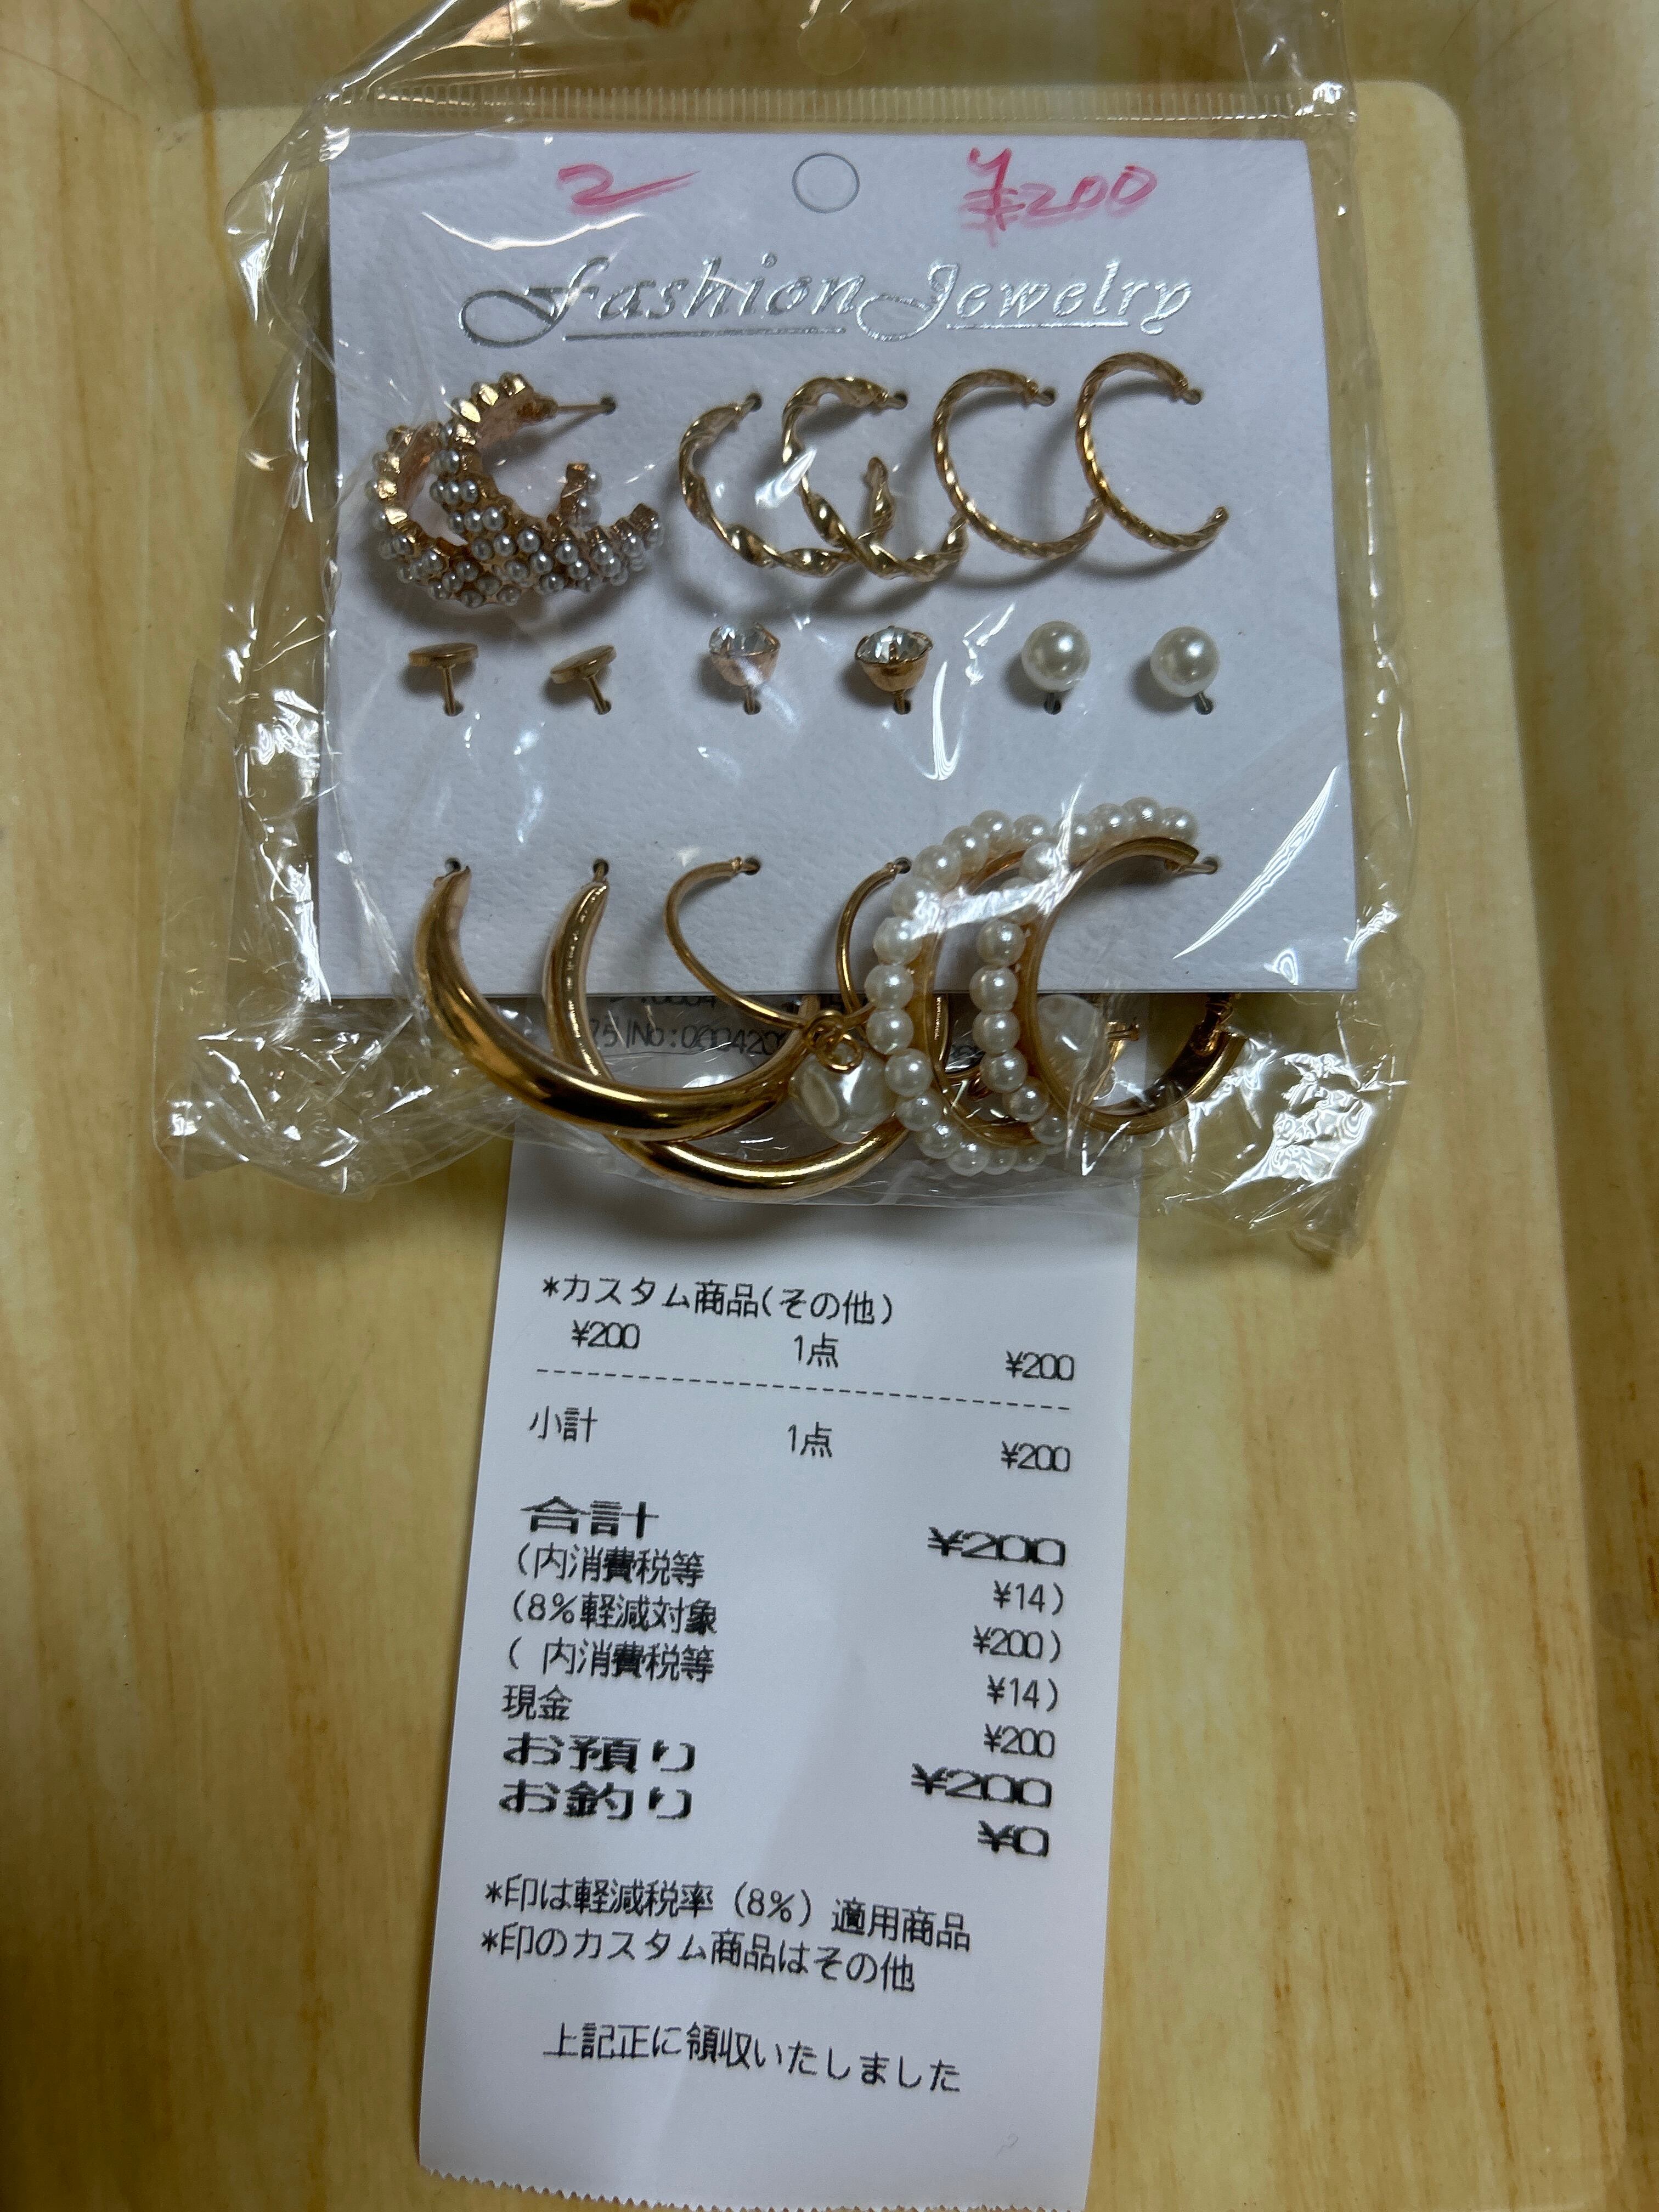 2 ¥200
Fashion Jewelry
*カスタム商品(その他)
¥200 1点 ¥200
小計 1点 ¥200
合計 ¥200
(内消費税等 ¥14)
(8%軽減対象 ¥200)
( 内消費税等 ¥14)
現金 ¥200
お預り ¥200
お釣り ¥0
*印は軽減税率(8%)適用商品
*印のカスタム商品はその他
上記正に領収いたしました